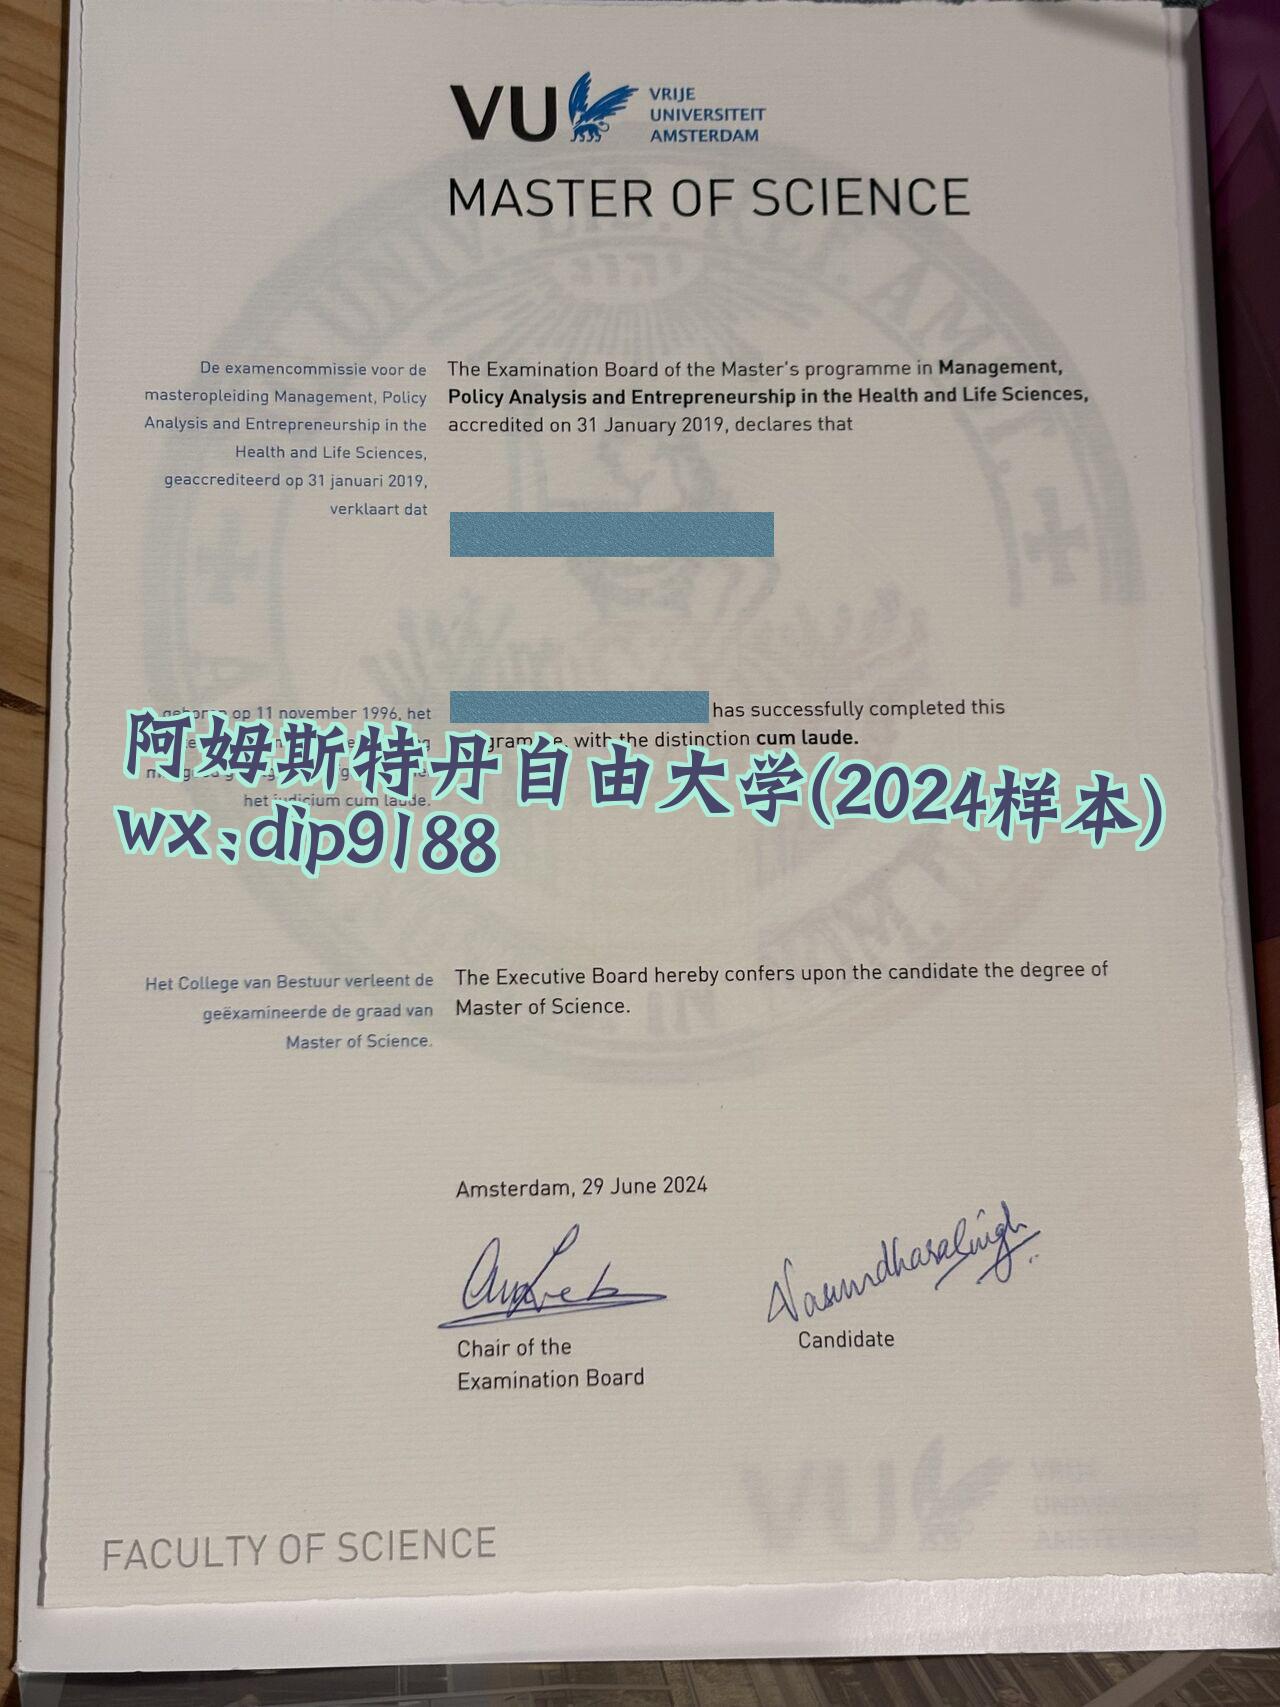 VU VRIJE
UNIVERSITEIT
AMSTERDAM
MASTER OF SCIENCE
De examencommissie voor de
masteropleiding Management, Policy
Analysis and Entrepreneurship in the
Health and Life Sciences,
geaccrediteerd op 31 januari 2019,
verklaart dat
The Examination Board of the Master's programme in Management,
Policy Analysis and Entrepreneurship in the Health and Life Sciences,
accredited on 31 January 2019, declares that
geboren op 11 november 1996, het
het judicium cum laude.
has successfully completed this
with the distinction cum laude.
阿姆斯特丹自由大学(2024样本)
wx:dip9188
Het College van Bestuur verleent de
geëxamineerde de graad van
Master of Science.
The Executive Board hereby confers upon the candidate the degree of
Master of Science.
Amsterdam, 29 June 2024
Chair of the
Examination Board
Candidate
FACULTY OF SCIENCE